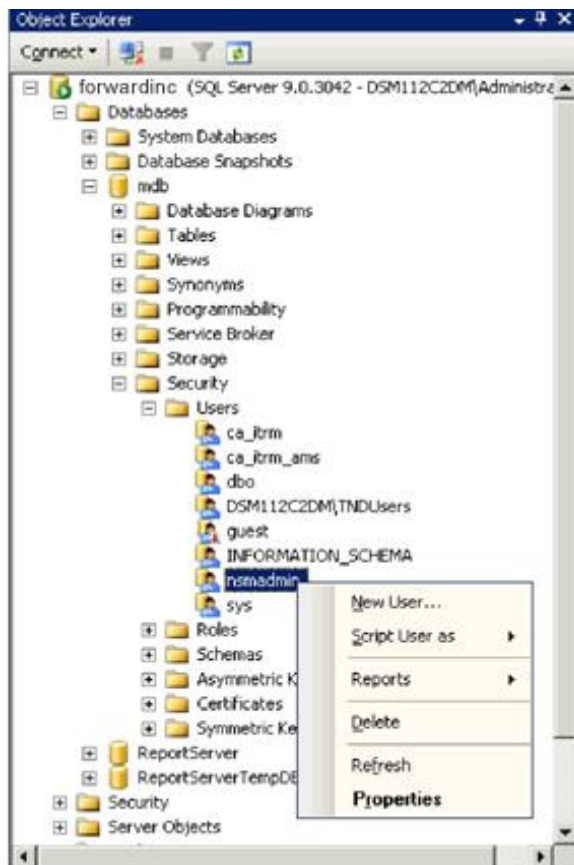 Object Explorer
Connect
forwardinc (SQL Server 9.0.3042 - DSM112C2DM\Administra
Databases
System Databases
Database Snapshots
mdb
Database Diagrams
Tables
Views
Synonyms
Programmability
Service Broker
Storage
Security
Users
ca_itrm
ca_itrm_ams
dbo
DSM112C2DM\TNDUsers
guest
INFORMATION_SCHEMA
nsmadmin
sys
Roles
Schemas
Asymmetric K
Certificates
Symmetric Ke
ReportServer
ReportServerTempDB
Security
Server Objects
New User...
Script User as
Reports
Delete
Refresh
Properties